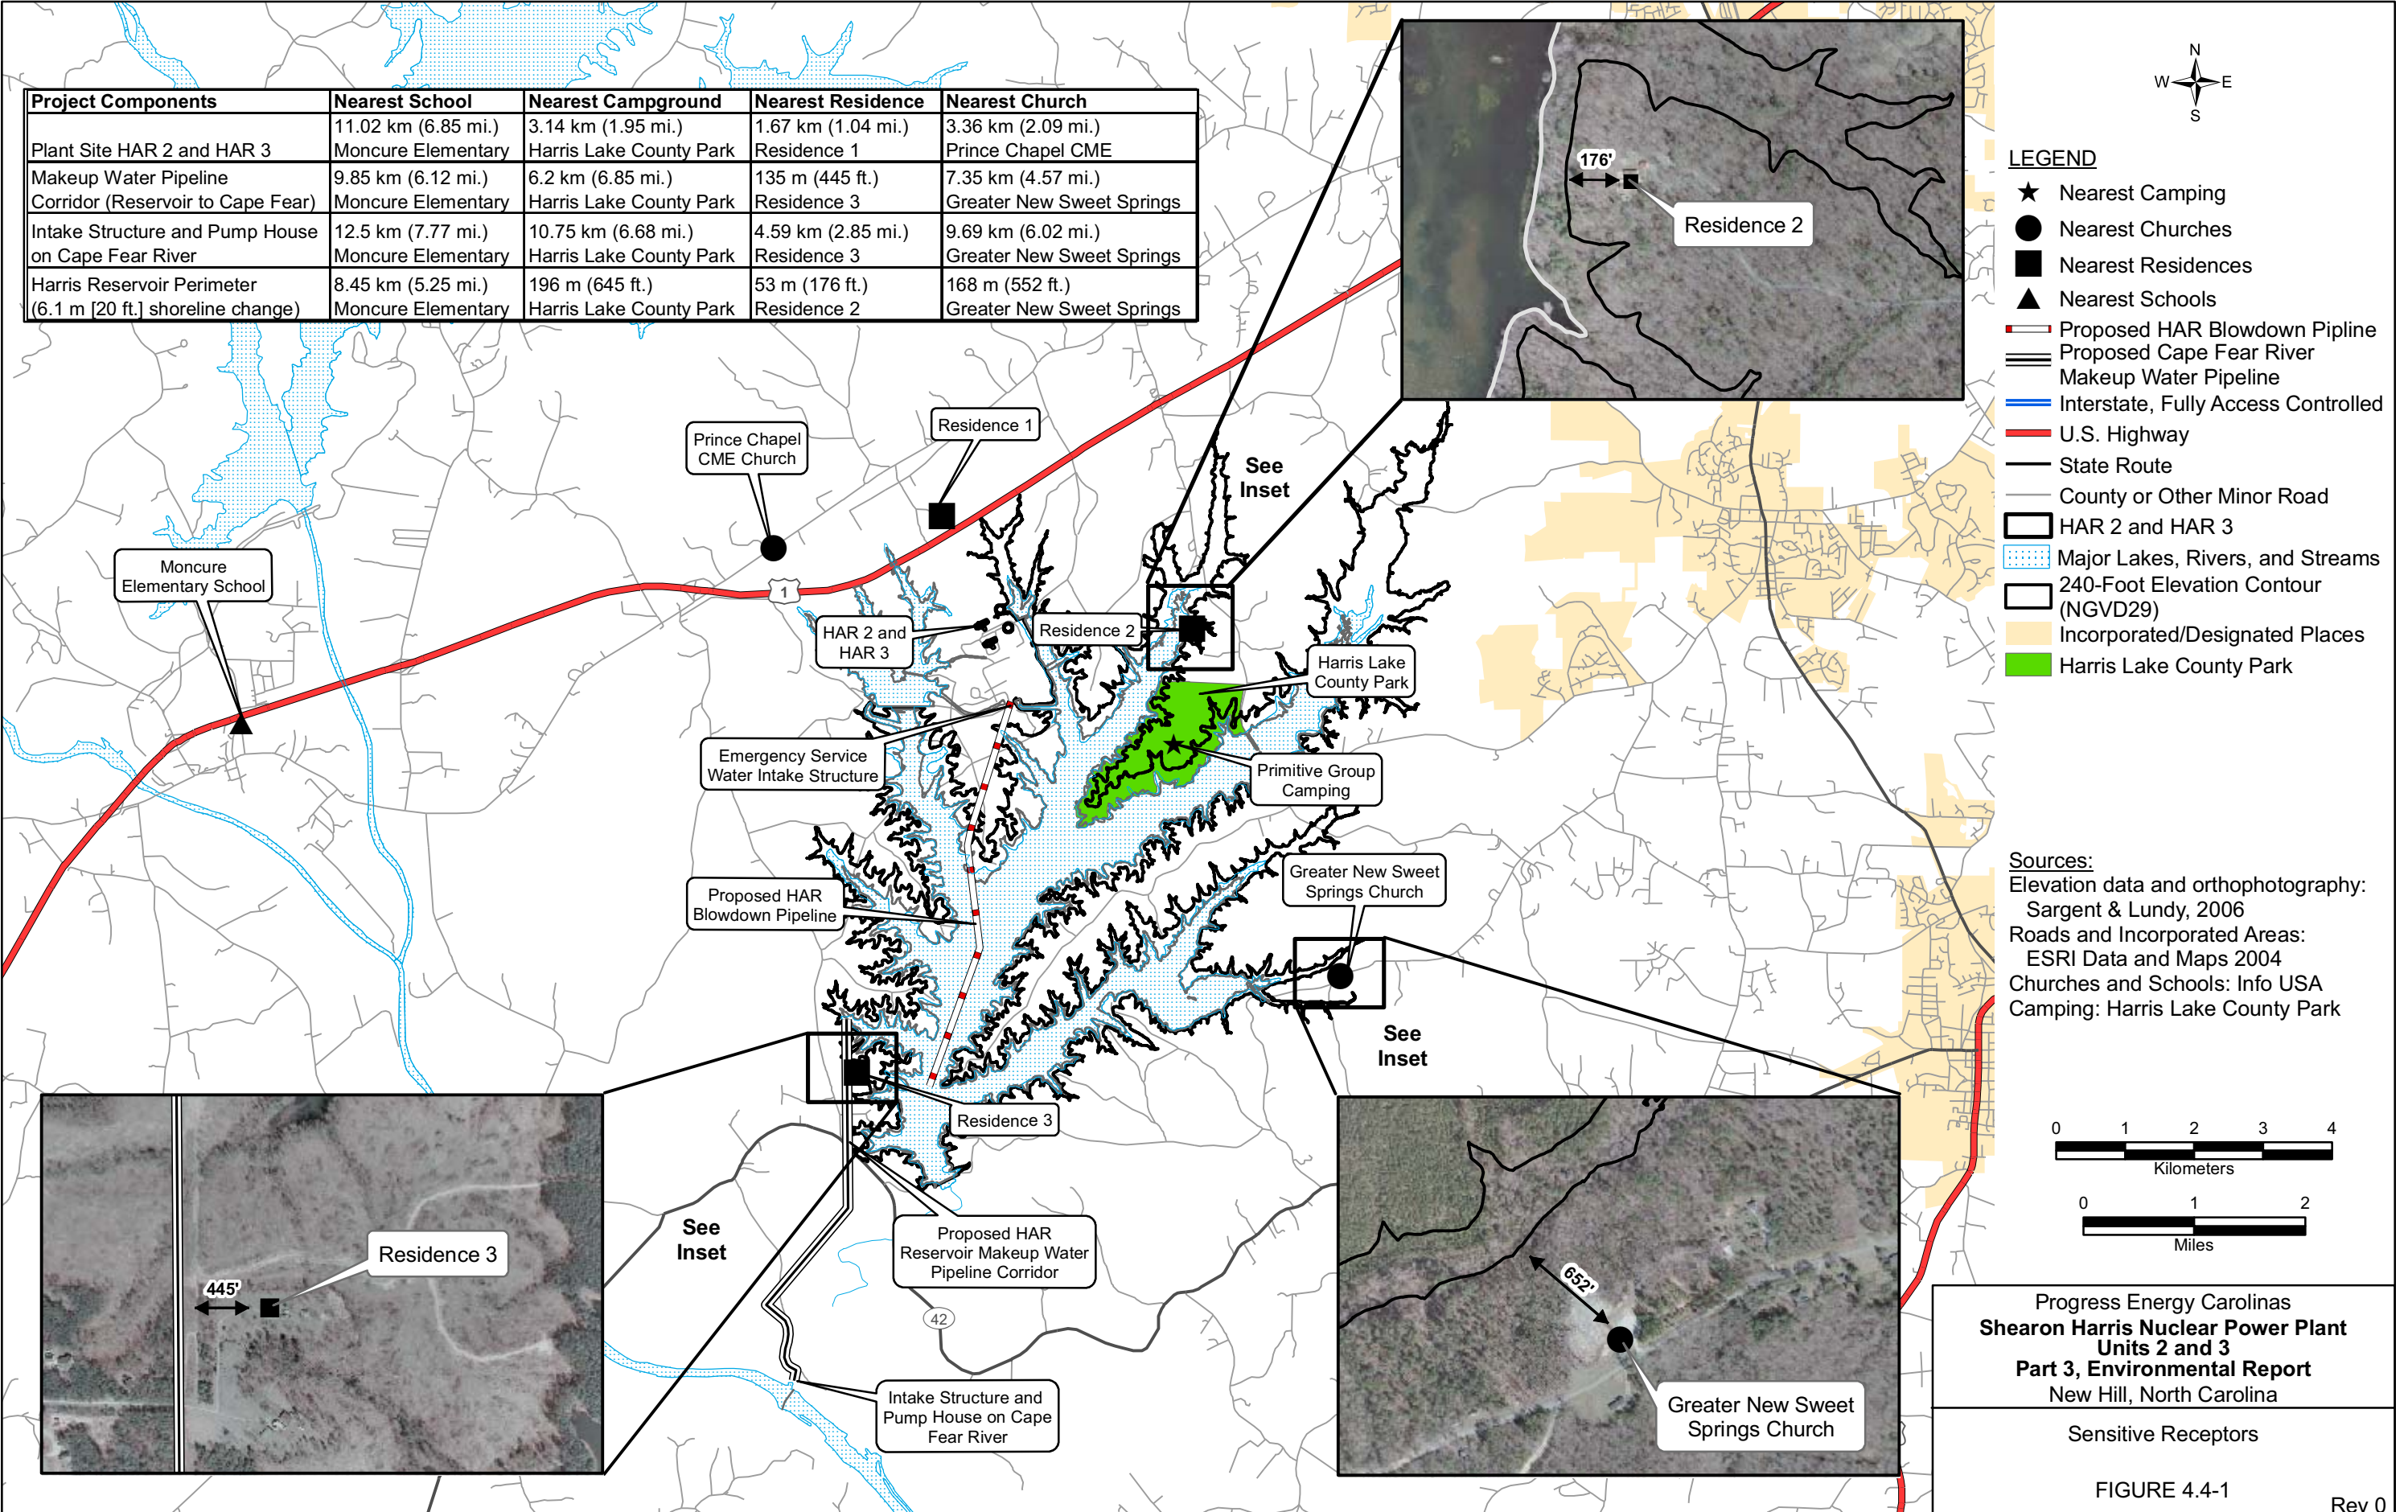 Project Components Nearest School Nearest Campground Nearest Residence Nearest Church
11.02 km (6.85 mi.) 3.14 km (1.95 mi.) 1.67 km (1.04 mi.) 3.36 km (2.09 mi.)
Plant Site HAR 2 and HAR 3 Moncure Elementary Harris Lake County Park Residence 1 Prince Chapel CME
Makeup Water Pipeline 9.85 km (6.12 mi.) 6.2 km (6.85 mi.) 135 m (445 ft.) 7.35 km (4.57 mi.)
Corridor (Reservoir to Cape Fear) Moncure Elementary Harris Lake County Park Residence 3 Greater New Sweet Springs
Intake Structure and Pump House 12.5 km (7.77 mi.) 10.75 km (6.68 mi.) 4.59 km (2.85 mi.) 9.69 km (6.02 mi.)
on Cape Fear River Moncure Elementary Harris Lake County Park Residence 3 Greater New Sweet Springs
Harris Reservoir Perimeter 8.45 km (5.25 mi.) 196 m (645 ft.) 53 m (176 ft.) 168 m (552 ft.)
(6.1 m [20 ft.] shoreline change) Moncure Elementary Harris Lake County Park Residence 2 Greater New Sweet Springs
176'
Residence 2
N
W E
S
LEGEND
Nearest Camping
Nearest Churches
Nearest Residences
Nearest Schools
Proposed HAR Blowdown Pipline
Proposed Cape Fear River
Makeup Water Pipeline
Interstate, Fully Access Controlled
U.S. Highway
State Route
County or Other Minor Road
HAR 2 and HAR 3
Major Lakes, Rivers, and Streams
240-Foot Elevation Contour
(NGVD29)
Incorporated/Designated Places
Harris Lake County Park
Residence 1
Prince Chapel
CME Church
See
Inset
Moncure
Elementary School
1
HAR 2 and
HAR 3
Residence 2
Harris Lake
County Park
Emergency Service
Water Intake Structure
Primitive Group
Camping
Proposed HAR
Blowdown Pipeline
Greater New Sweet
Springs Church
See
Inset
Residence 3
See
Inset
Proposed HAR
Reservoir Makeup Water
Pipeline Corridor
42
Intake Structure and
Pump House on Cape
Fear River
445'
Residence 3
652'
Greater New Sweet
Springs Church
Sources:
Elevation data and orthophotography:
Sargent & Lundy, 2006
Roads and Incorporated Areas:
ESRI Data and Maps 2004
Churches and Schools: Info USA
Camping: Harris Lake County Park
0 1 2 3 4
Kilometers
0 1 2
Miles
Progress Energy Carolinas
Shearon Harris Nuclear Power Plant
Units 2 and 3
Part 3, Environmental Report
New Hill, North Carolina
Sensitive Receptors
FIGURE 4.4-1
Rev 0